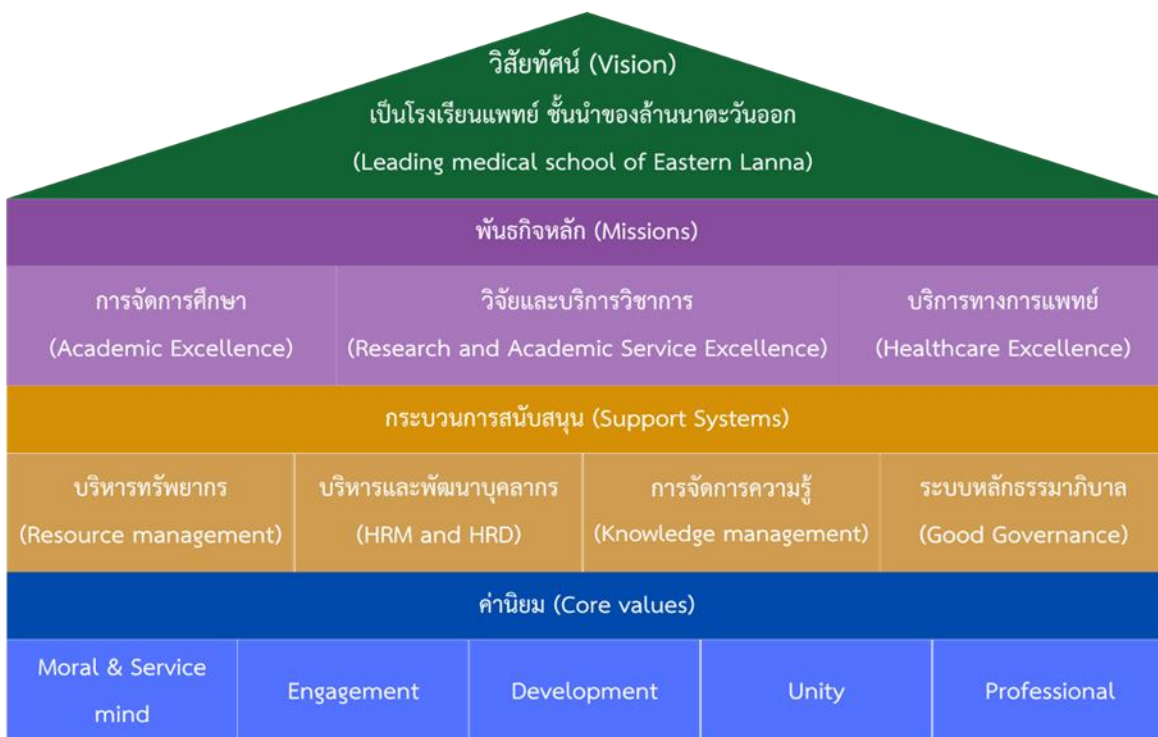 วิสัยทัศน์ (Vision)
เป็นโรงเรียนแพทย์ ชั้นนำของล้านนาตะวันออก
(Leading medical school of Eastern Lanna)
พันธกิจหลัก (Missions)
การจัดการศึกษา
(Academic Excellence)
วิจัยและบริการวิชาการ
(Research and Academic Service Excellence)
บริการทางการแพทย์
(Healthcare Excellence)
กระบวนการสนับสนุน (Support Systems)
บริหารทรัพยากร
(Resource management)
บริหารและพัฒนาบุคลากร
(HRM and HRD)
การจัดการความรู้
(Knowledge management)
ระบบหลักธรรมาภิบาล
(Good Governance)
ค่านิยม (Core values)
Moral & Service
mind
Engagement
Development
Unity
Professional